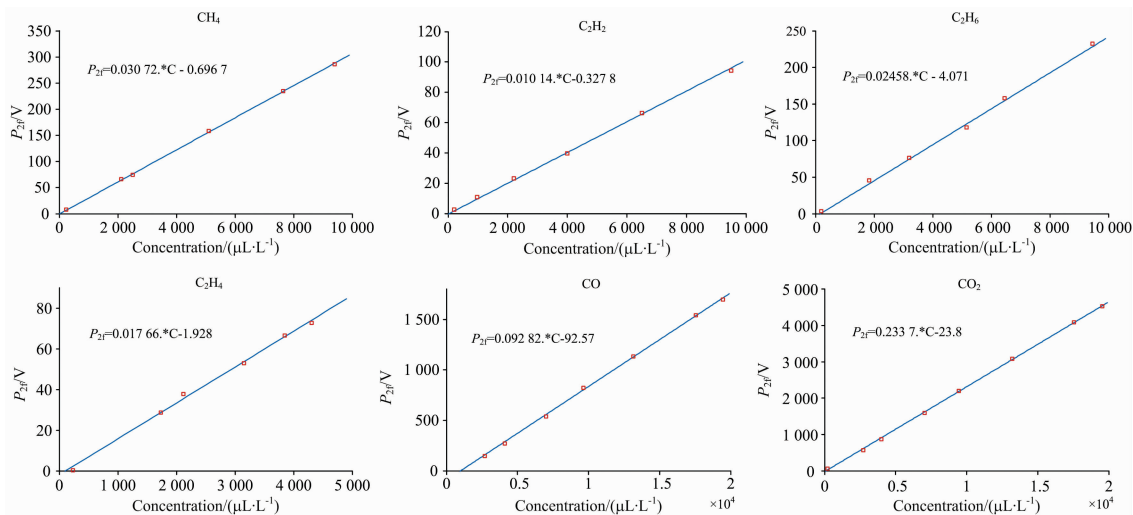 CH₄
350
300
250
200
150
100
50
0
P₂f/V
P₂f=0.030 72.*C - 0.696 7
0 2 000 4 000 6 000 8 000 10 000
Concentration/(μL·L⁻¹)
C₂H₂
120
100
80
60
40
20
0
P₂f/V
P₂f=0.010 14.*C-0.327 8
0 2 000 4 000 6 000 8 000 10 000
Concentration/(μL·L⁻¹)
C₂H₆
250
200
150
100
50
0
P₂f/V
P₂f=0.02458.*C - 4.071
0 2 000 4 000 6 000 8 000 10 000
Concentration/(μL·L⁻¹)
C₂H₄
80
60
40
20
0
P₂f/V
P₂f=0.017 66.*C-1.928
0 1 000 2 000 3 000 4 000 5 000
Concentration/(μL·L⁻¹)
CO
1 500
1 000
500
0
P₂f/V
P₂f=0.092 82.*C-92.57
0.5 1 1.5 2
×10⁴
Concentration/(μL·L⁻¹)
CO₂
5 000
4 000
3 000
2 000
1 000
0
P₂f/V
P₂f=0.233 7.*C-23.8
0 0.5 1 1.5 2
×10⁴
Concentration/(μL·L⁻¹)